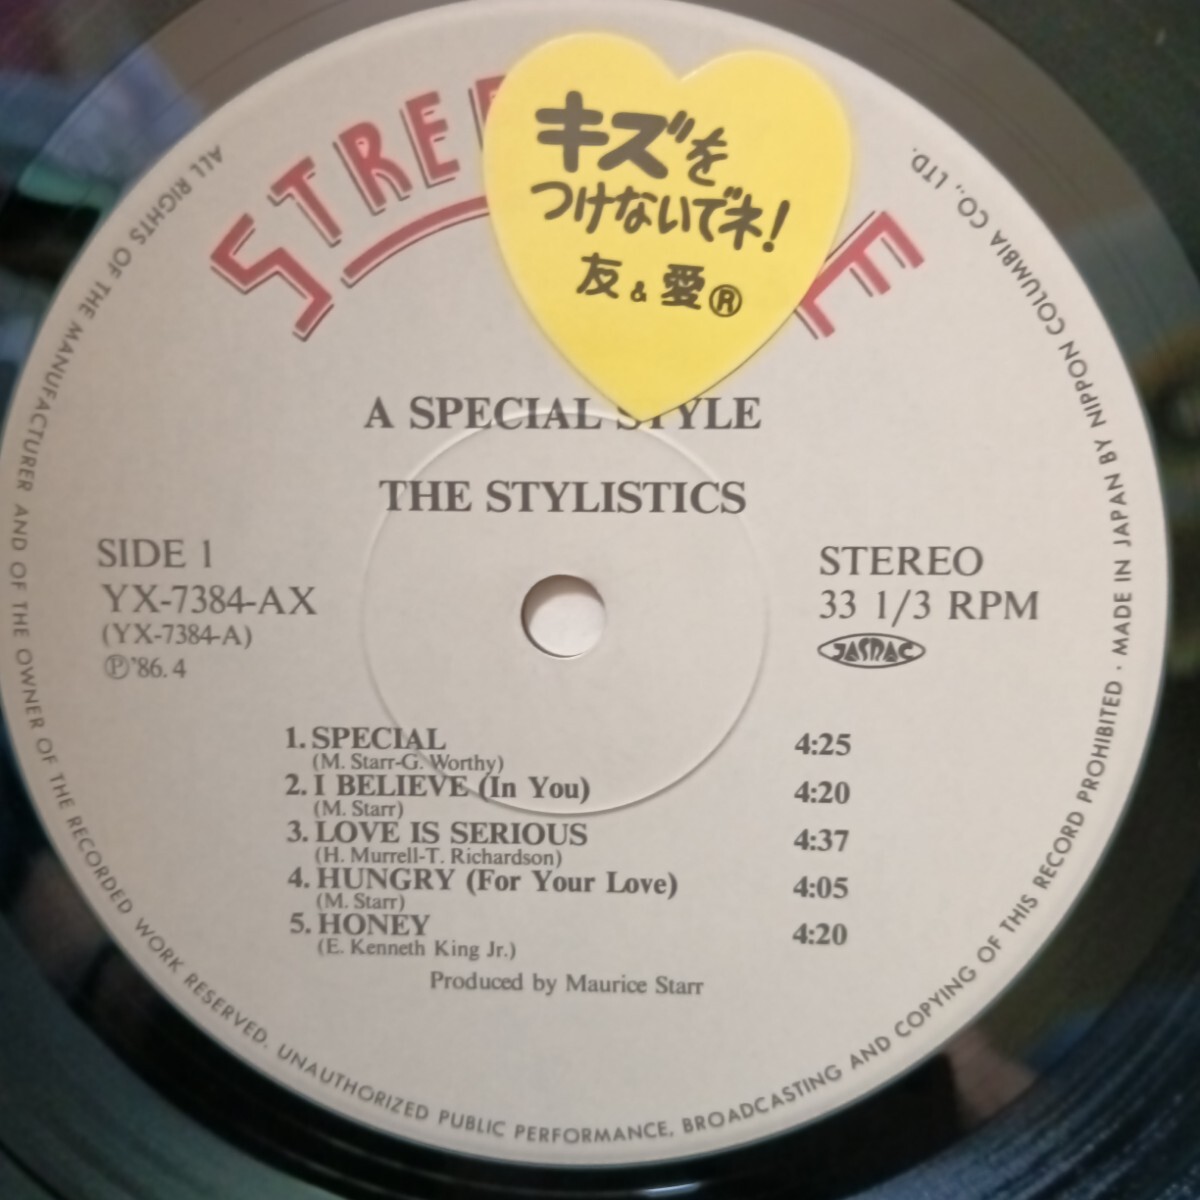 キズを
つけないでネ!
友&愛®
A SPECIAL STYLE
THE STYLISTICS
SIDE 1
YX-7384-AX
(YX-7384-A)
Ⓟ'86.4
STEREO
33 1/3 RPM
JASRAC
1. SPECIAL 4:25
(M. Starr-G. Worthy)
2. I BELIEVE (In You) 4:20
(M. Starr)
3. LOVE IS SERIOUS 4:37
(H. Murrell-T. Richardson)
4. HUNGRY (For Your Love) 4:05
(M. Starr)
5. HONEY 4:20
(E. Kenneth King Jr.)
Produced by Maurice Starr
ALL RIGHTS OF THE MANUFACTURER AND OF THE OWNER OF THE RECORDED WORK RESERVED. UNAUTHORIZED PUBLIC PERFORMANCE, BROADCASTING AND COPYING OF THIS RECORD PROHIBITED · MADE IN JAPAN BY NIPPON COLUMBIA CO., LTD.